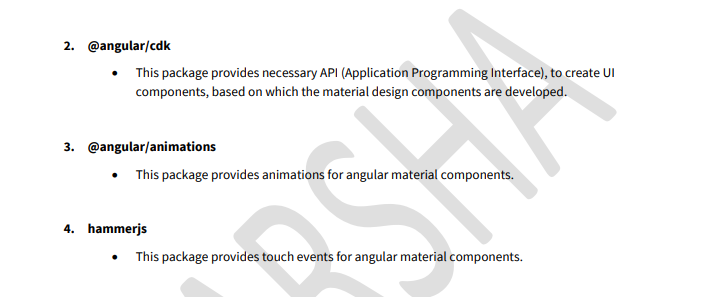 2. @angular/cdk
• This package provides necessary API (Application Programming Interface), to create UI
components, based on which the material design components are developed.
3. @angular/animations
• This package provides animations for angular material components.
4. hammerjs
• This package provides touch events for angular material components.
ARSHA